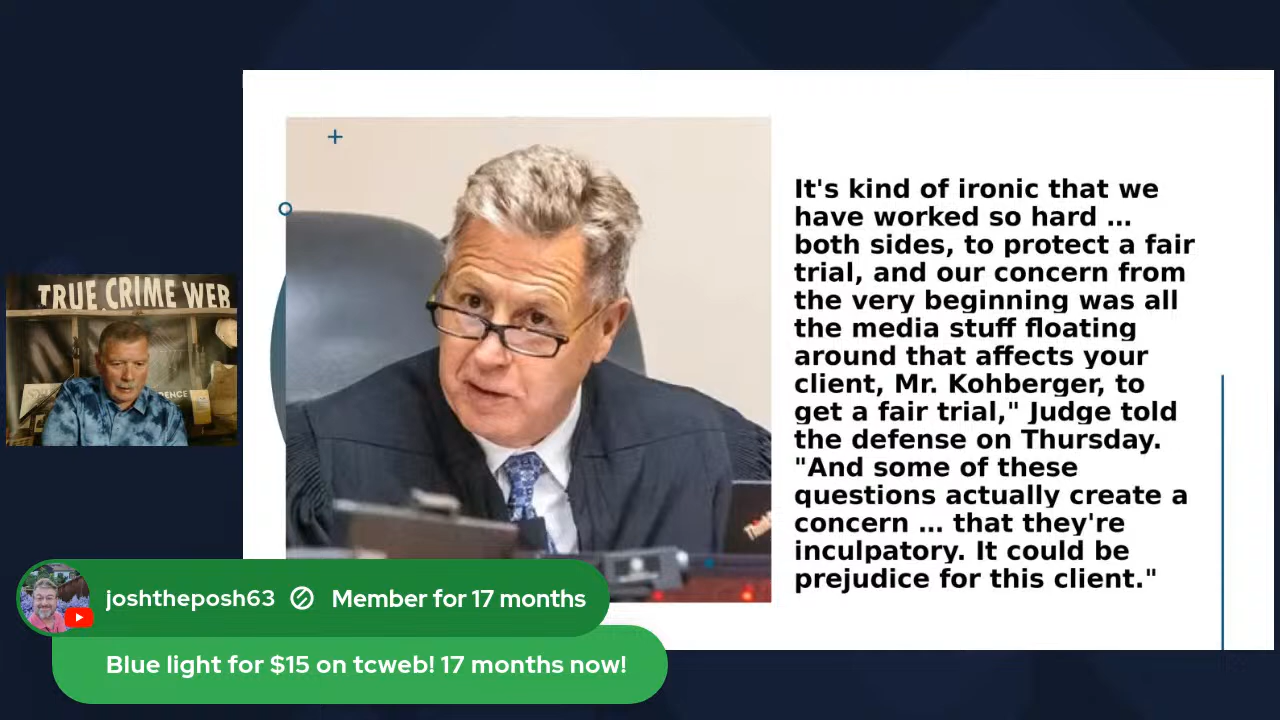 TRUE CRIME WEB
It's kind of ironic that we
have worked so hard ...
both sides, to protect a fair
trial, and our concern from
the very beginning was all
the media stuff floating
around that affects your
client, Mr. Kohberger, to
get a fair trial," Judge told
the defense on Thursday.
"And some of these
questions actually create a
concern ... that they're
inculpatory. It could be
prejudice for this client."
joshtheposh63 Member for 17 months
Blue light for $15 on tcweb! 17 months now!